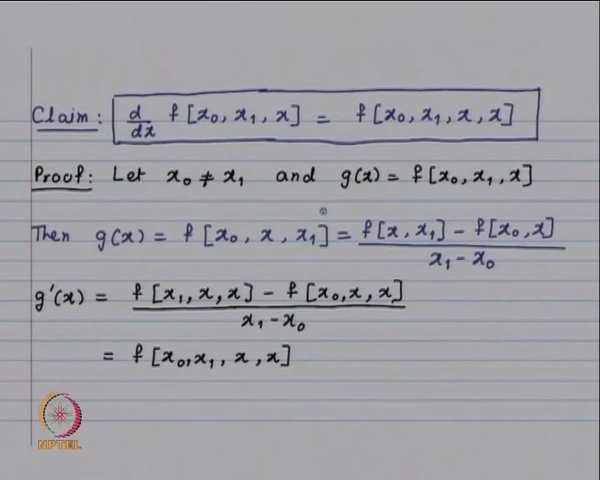 Claim: d/dx f[x₀, x₁, x] = f[x₀, x₁, x, x]
Proof: Let x₀ ≠ x₁ and g(x) = f[x₀, x₁, x]
Then g(x) = f[x₀, x, x₁] = (f[x, x₁] - f[x₀, x]) / (x₁ - x₀)
g'(x) = (f[x₁, x, x] - f[x₀, x, x]) / (x₁ - x₀)
= f[x₀, x₁, x, x]
NPTEL